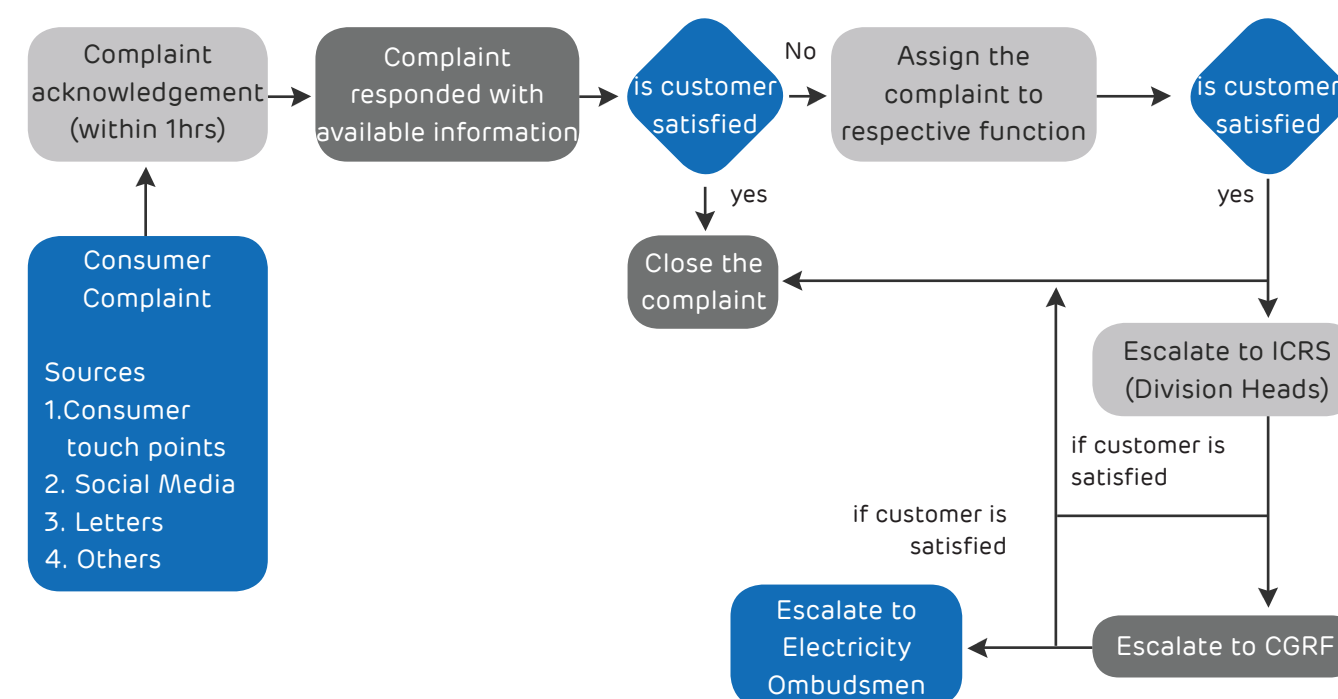 Complaint
acknowledgement
(within 1hrs)
Complaint
responded with
available information
is customer
satisfied
No
Assign the
complaint to
respective function
is customer
satisfied
yes
yes
Consumer
Complaint
Sources
1.Consumer
touch points
2. Social Media
3. Letters
4. Others
Close the
complaint
Escalate to ICRS
(Division Heads)
if customer is
satisfied
if customer is
satisfied
Escalate to
Electricity
Ombudsmen
Escalate to CGRF